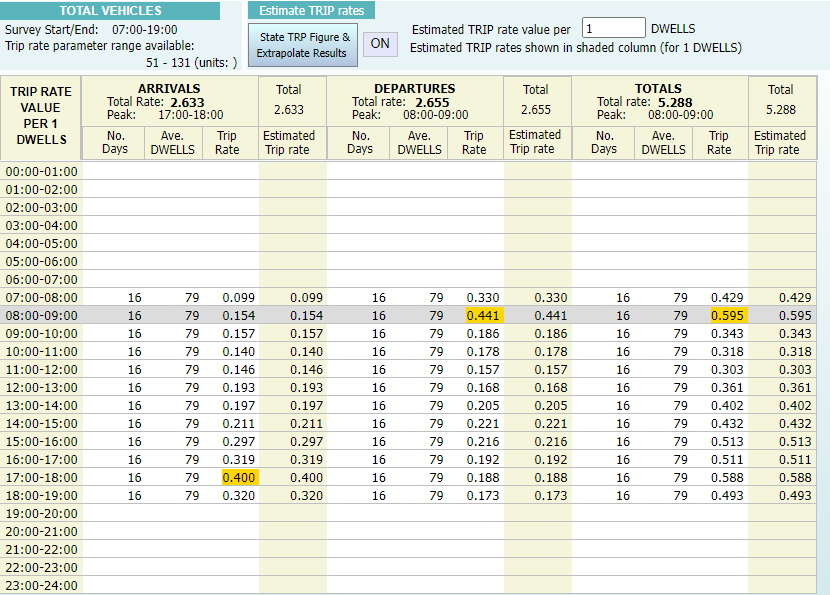 TOTAL VEHICLES
Survey Start/End: 07:00-19:00
Trip rate parameter range available:
51 - 131 (units: )
Estimate TRIP rates
State TRP Figure &
Extrapolate Results
ON
Estimated TRIP rate value per 1 DWELLS
Estimated TRIP rates shown in shaded column (for 1 DWELLS)
TRIP RATE
VALUE
PER 1
DWELLS
ARRIVALS
Total Rate: 2.633
Peak: 17:00-18:00
Total
2.633
DEPARTURES
Total rate: 2.655
Peak: 08:00-09:00
Total
2.655
TOTALS
Total rate: 5.288
Peak: 08:00-09:00
Total
5.288
No.
Days
Ave.
DWELLS
Trip
Rate
Estimated
Trip rate
No.
Days
Ave.
DWELLS
Trip
Rate
Estimated
Trip rate
No.
Days
Ave.
DWELLS
Trip
Rate
Estimated
Trip rate
00:00-01:00
01:00-02:00
02:00-03:00
03:00-04:00
04:00-05:00
05:00-06:00
06:00-07:00
07:00-08:00 16 79 0.099 0.099 16 79 0.330 0.330 16 79 0.429 0.429
08:00-09:00 16 79 0.154 0.154 16 79 0.441 0.441 16 79 0.595 0.595
09:00-10:00 16 79 0.157 0.157 16 79 0.186 0.186 16 79 0.343 0.343
10:00-11:00 16 79 0.140 0.140 16 79 0.178 0.178 16 79 0.318 0.318
11:00-12:00 16 79 0.146 0.146 16 79 0.157 0.157 16 79 0.303 0.303
12:00-13:00 16 79 0.193 0.193 16 79 0.168 0.168 16 79 0.361 0.361
13:00-14:00 16 79 0.197 0.197 16 79 0.205 0.205 16 79 0.402 0.402
14:00-15:00 16 79 0.211 0.211 16 79 0.221 0.221 16 79 0.432 0.432
15:00-16:00 16 79 0.297 0.297 16 79 0.216 0.216 16 79 0.513 0.513
16:00-17:00 16 79 0.319 0.319 16 79 0.192 0.192 16 79 0.511 0.511
17:00-18:00 16 79 0.400 0.400 16 79 0.188 0.188 16 79 0.588 0.588
18:00-19:00 16 79 0.320 0.320 16 79 0.173 0.173 16 79 0.493 0.493
19:00-20:00
20:00-21:00
21:00-22:00
22:00-23:00
23:00-24:00